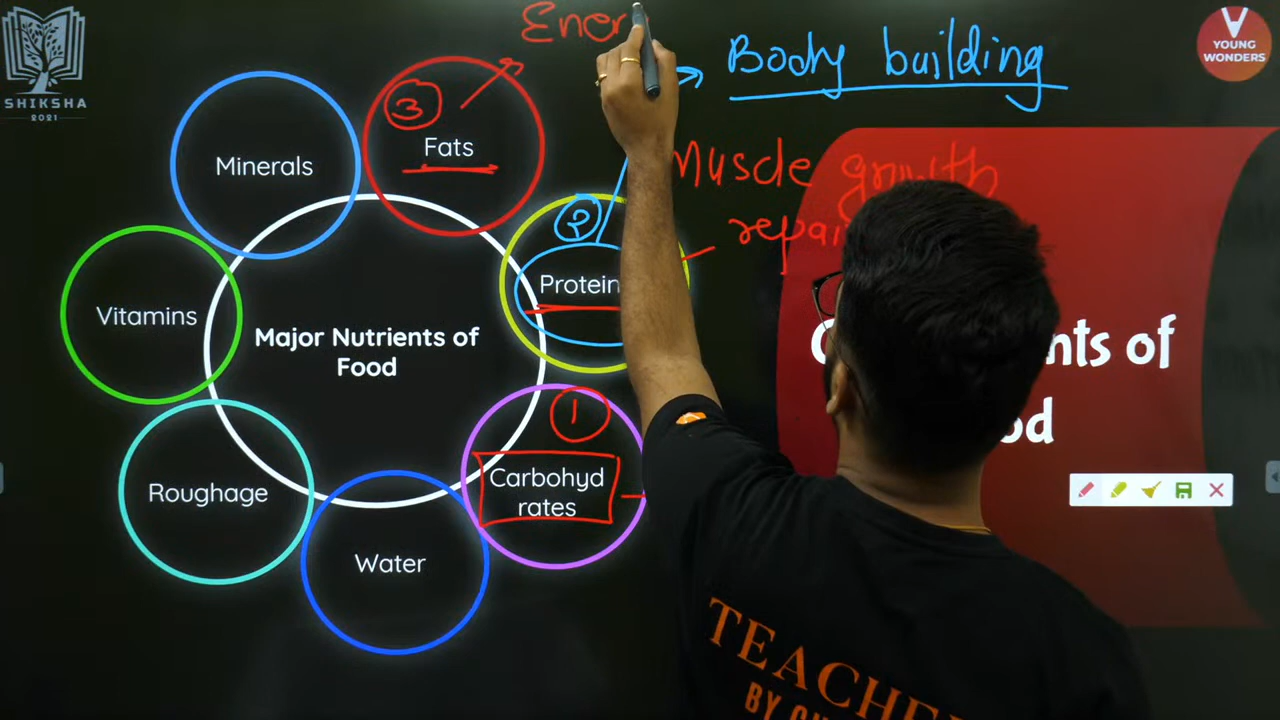 SHIKSHA
2021
Ener
Body building
YOUNG
WONDERS
3
Fats
Minerals
Muscle growth
repai
2
Protein
Vitamins
Major Nutrients of
Food
nts of
od
1
Carbohyd
rates
Roughage
Water
TEACHE
BY